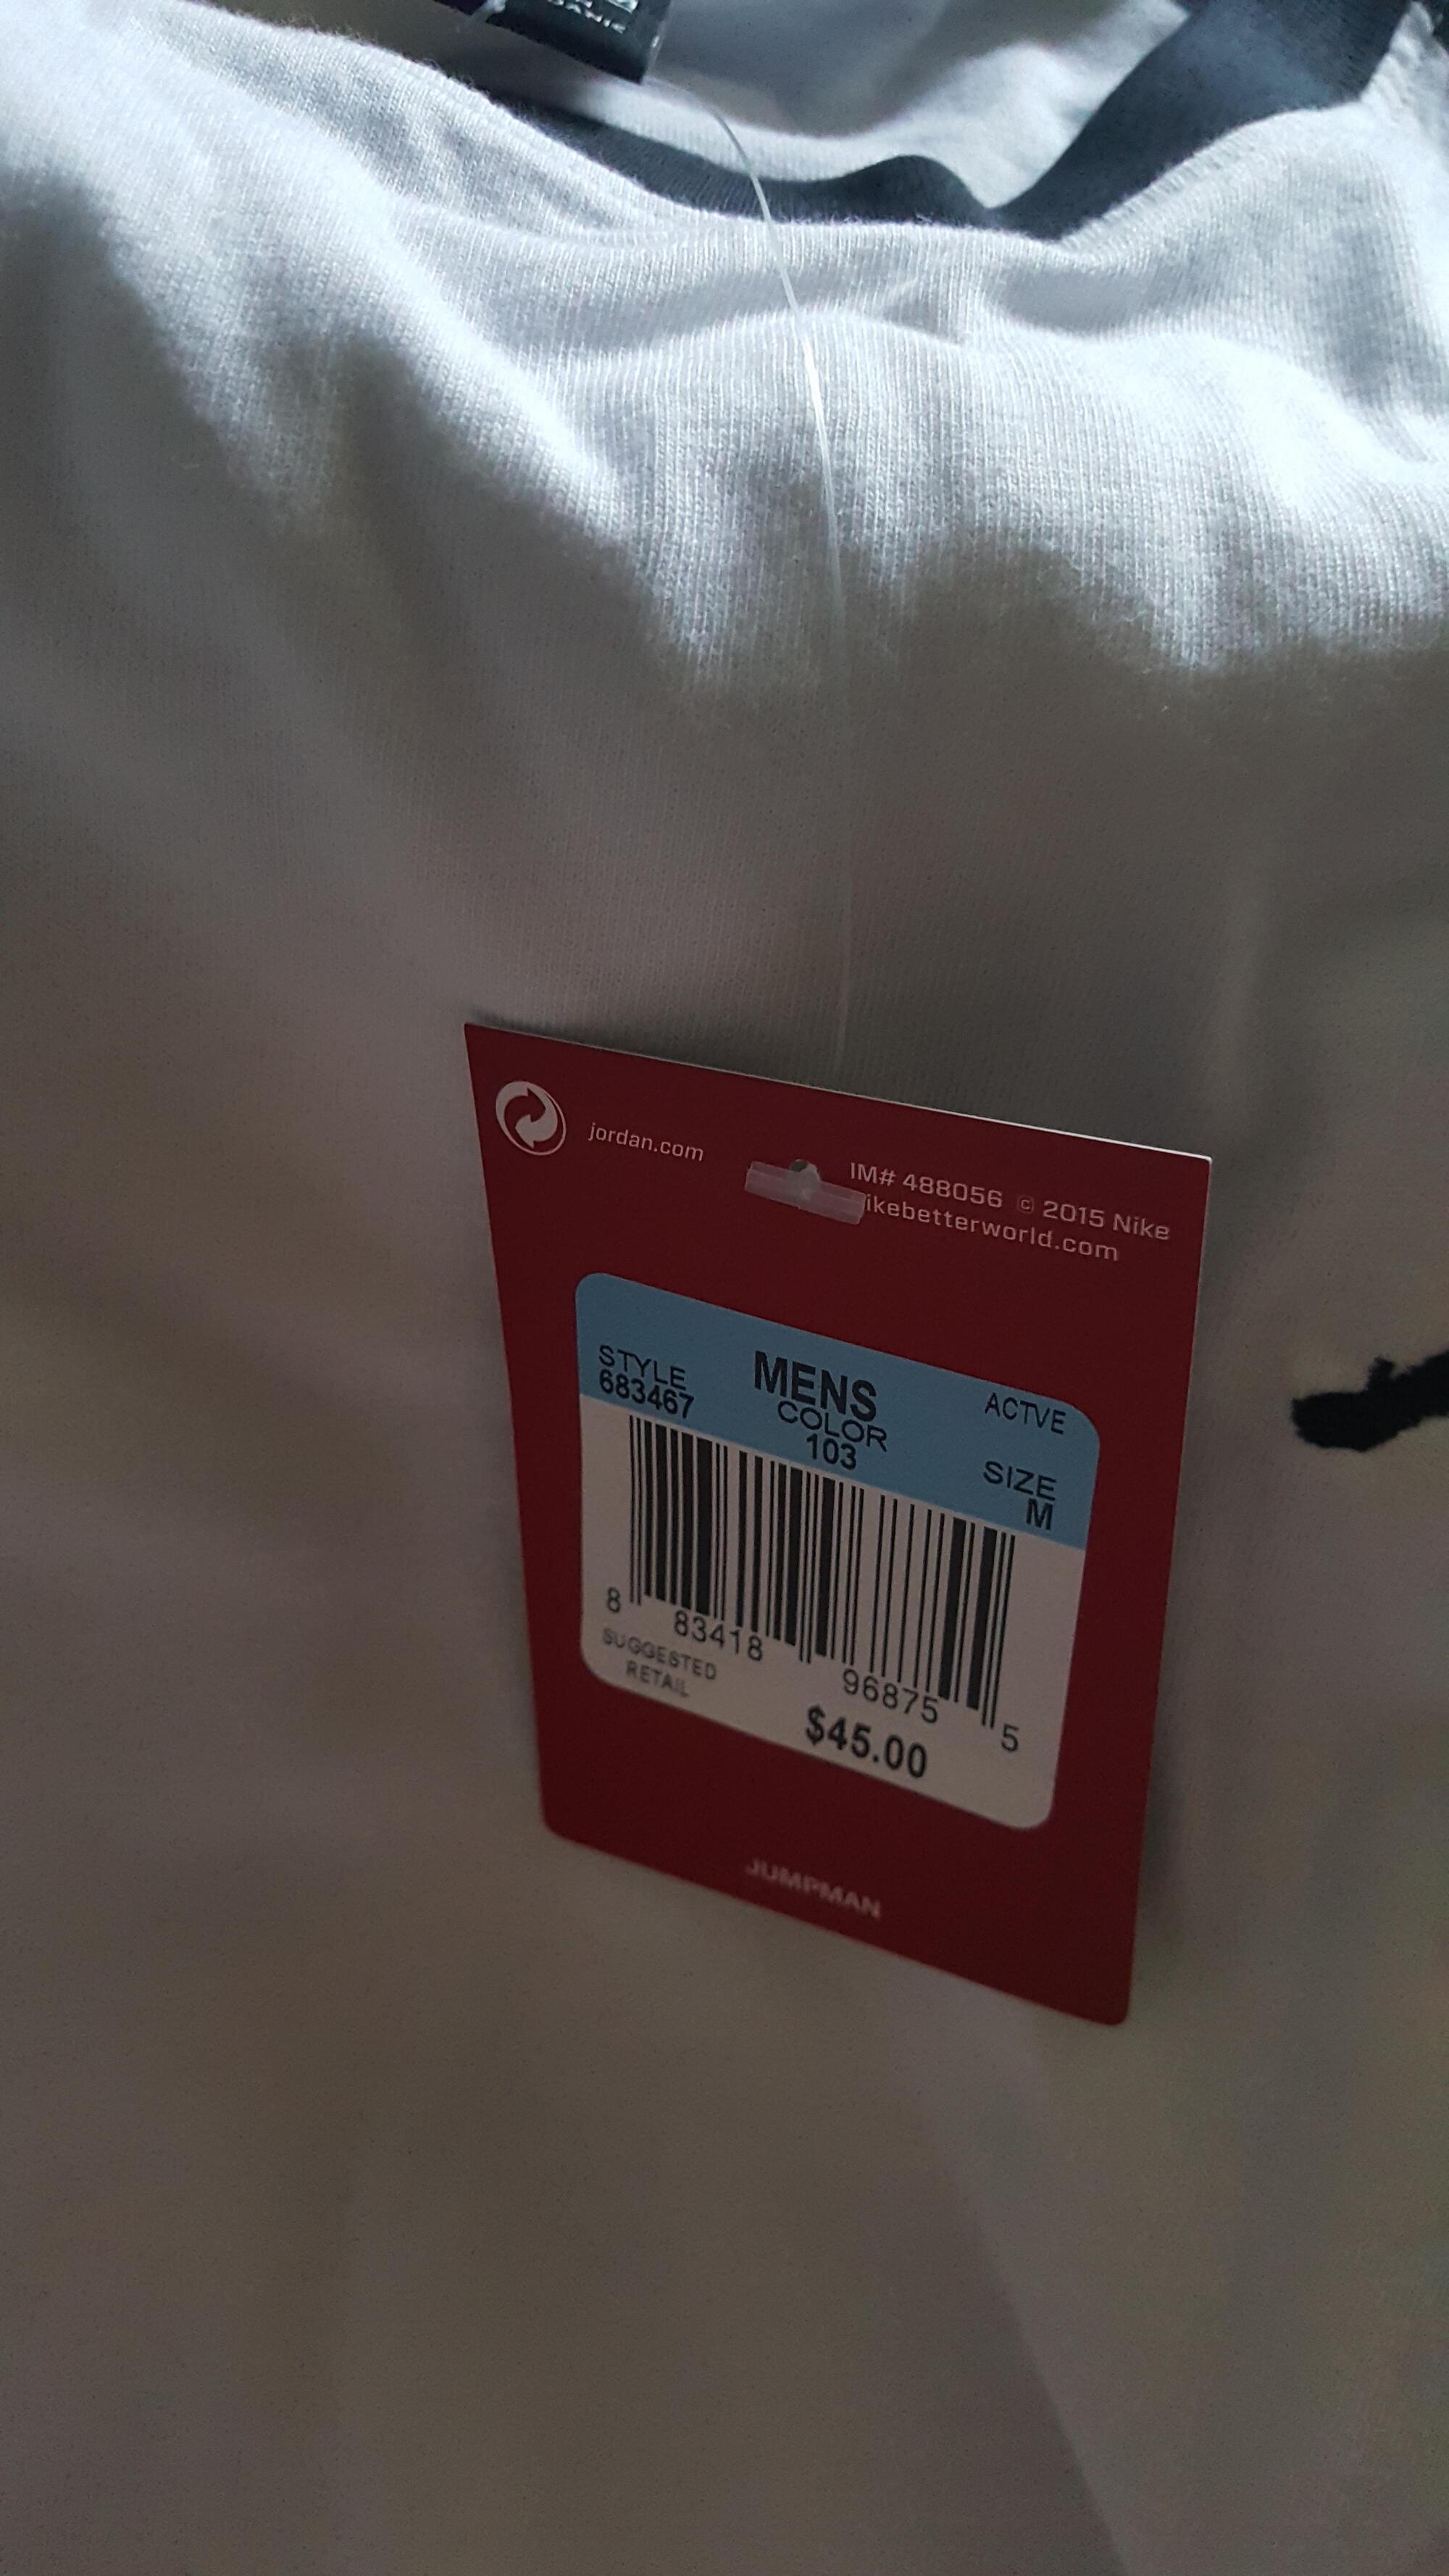 jordan.com
IM# 488056 © 2015 Nike
ikebetterworld.com
STYLE
683467
MENS
COLOR
103
ACTVE
SIZE
M
8 83418 96875 5
SUGGESTED
RETAIL
$45.00
JUMPMAN